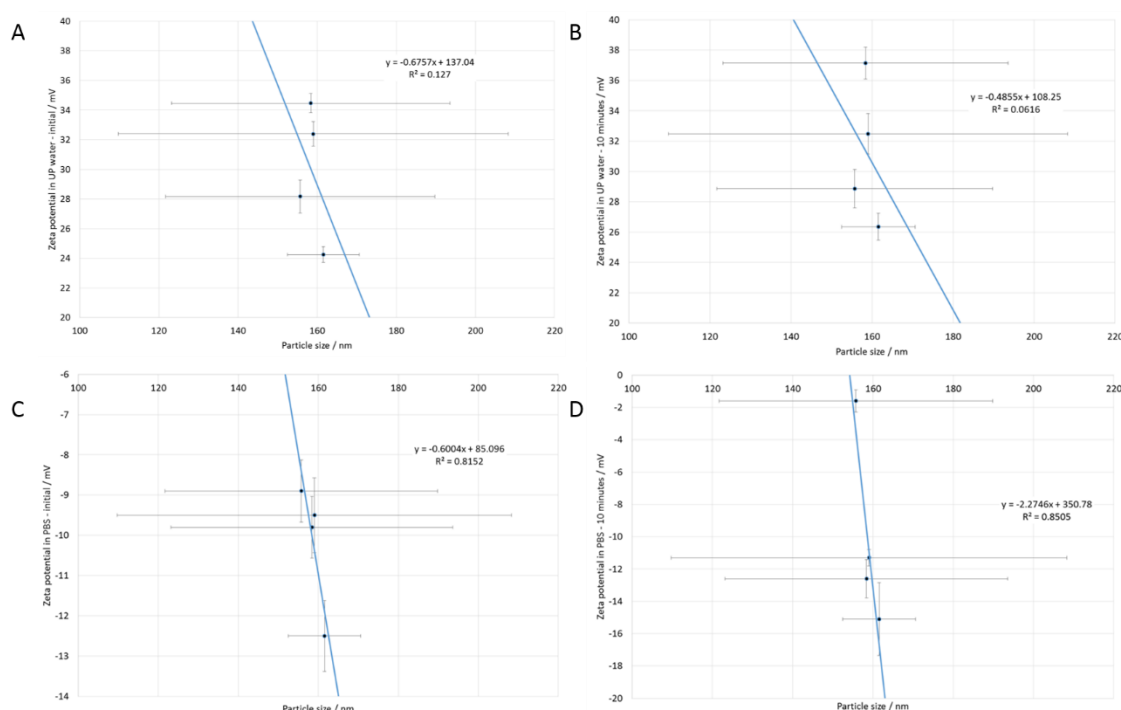 A
40
38
36
34
32
30
28
26
24
22
20
Zeta potential in UP water - initial / mV
y = -0.6757x + 137.04
R² = 0.127
100 120 140 160 180 200 220
Particle size / nm
B
40
38
36
34
32
30
28
26
24
22
20
Zeta potential in UP water - 10 minutes / mV
y = -0.4855x + 108.25
R² = 0.0616
100 120 140 160 180 200 220
Particle size / nm
C
100 120 140 160 180 200 220
-6
-7
-8
-9
-10
-11
-12
-13
-14
Zeta potential in PBS - initial / mV
y = -0.6004x + 85.096
R² = 0.8152
Particle size / nm
D
100 120 140 160 180 200 220
0
-2
-4
-6
-8
-10
-12
-14
-16
-18
-20
Zeta potential in PBS - 10 minutes / mV
y = -2.2746x + 350.78
R² = 0.8505
Particle size / nm